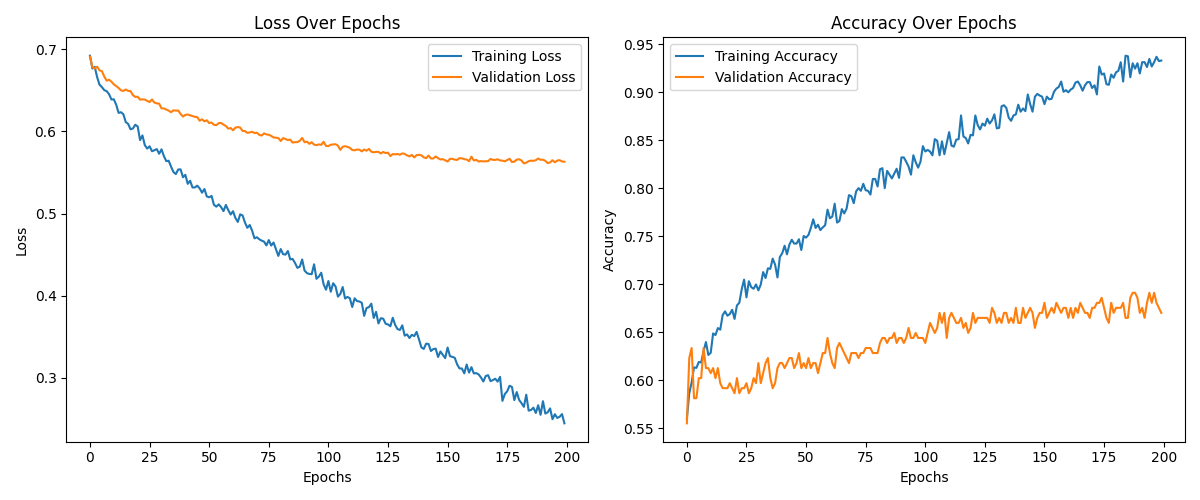 Loss Over Epochs
Training Loss
Validation Loss
Loss
0.7
0.6
0.5
0.4
0.3
0 25 50 75 100 125 150 175 200
Epochs
Accuracy Over Epochs
Training Accuracy
Validation Accuracy
Accuracy
0.95
0.90
0.85
0.80
0.75
0.70
0.65
0.60
0.55
0 25 50 75 100 125 150 175 200
Epochs